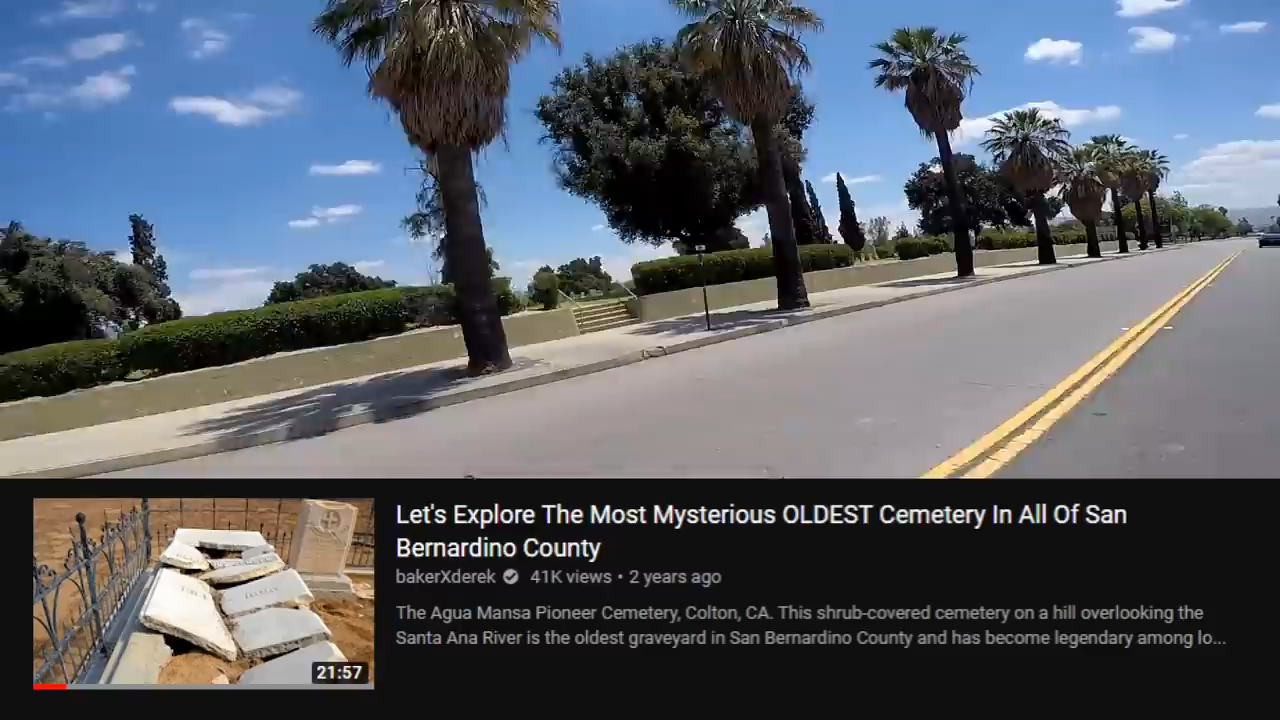 21:57
Let's Explore The Most Mysterious OLDEST Cemetery In All Of San
Bernardino County
bakerXderek 41K views • 2 years ago
The Agua Mansa Pioneer Cemetery, Colton, CA. This shrub-covered cemetery on a hill overlooking the
Santa Ana River is the oldest graveyard in San Bernardino County and has become legendary among lo...